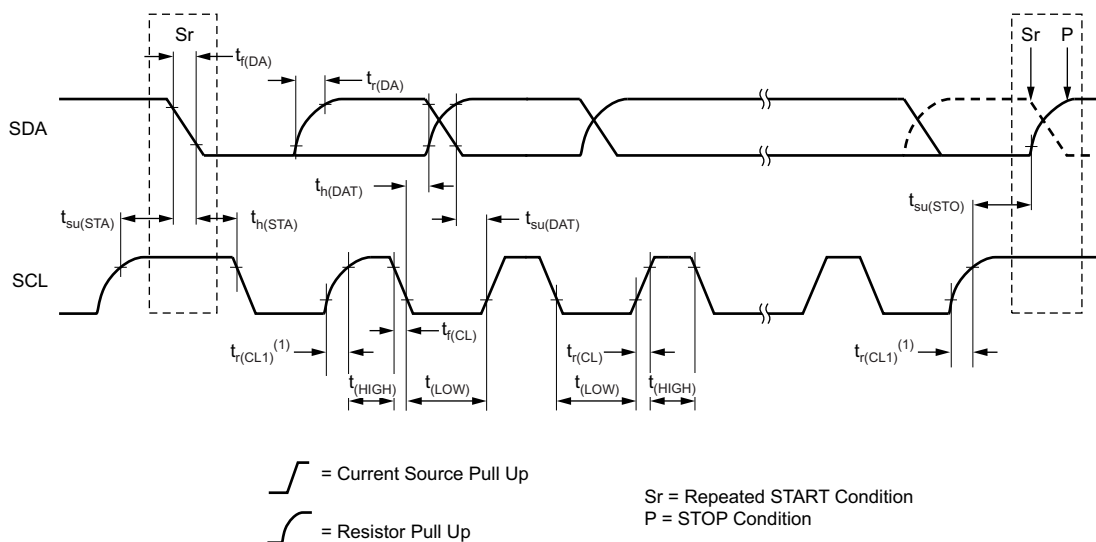 Sr
Sr P
t_f(DA)
t_r(DA)
SDA
t_h(DAT)
t_su(STA)
t_h(STA)
t_su(DAT)
t_su(STO)
SCL
t_f(CL)
t_r(CL1)(1)
t_r(CL)
t_r(CL1)(1)
t_(HIGH)
t_(LOW)
t_(LOW)
t_(HIGH)
= Current Source Pull Up
= Resistor Pull Up
Sr = Repeated START Condition
P = STOP Condition